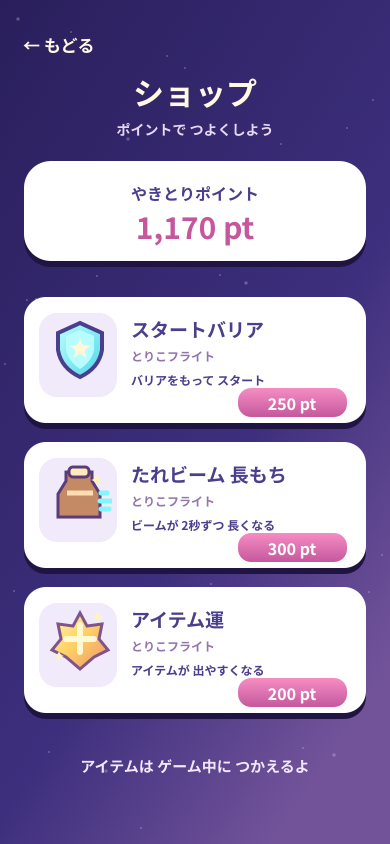 ← もどる
ショップ
ポイントで つよくしよう
やきとりポイント
1,170 pt
スタートバリア
とりこフライト
バリアをもって スタート
250 pt
たれビーム 長もち
とりこフライト
ビームが 2秒ずつ 長くなる
300 pt
アイテム運
とりこフライト
アイテムが 出やすくなる
200 pt
アイテムは ゲーム中に つかえるよ